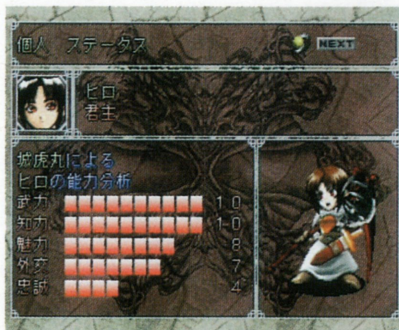 個人 ステータス
NEXT
ヒロ
君主
城虎丸による
ヒロの能力分析
武力 10
知力 10
魅力 8
外交 7
忠誠 4